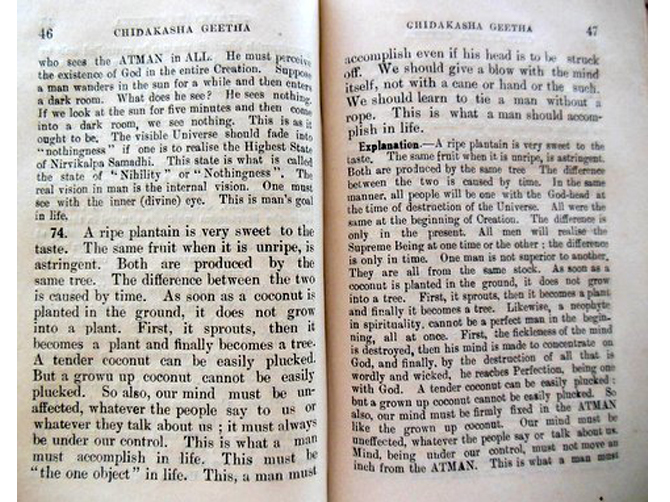 46 CHIDAKASHA GEETHA
who sees the ATMAN in ALL. He must perceive
the existence of God in the entire Creation. Suppose
a man wanders in the sun for a while and then enters
a dark room. What does he see? He sees nothing.
If we look at the sun for five minutes and then come
into a dark room, we see nothing. This is as it
ought to be. The visible Universe should fade into
"nothingness" if one is to realise the Highest State
of Nirvikalpa Samadhi. This state is what is called
the state of "Nihility" or "Nothingness". The
real vision in man is the internal vision. One must
see with the inner (divine) eye. This is man's goal
in life.
74. A ripe plantain is very sweet to the
taste. The same fruit when it is unripe, is
astringent. Both are produced by the
same tree. The difference between the two
is caused by time. As soon as a coconut is
planted in the ground, it does not grow
into a plant. First, it sprouts, then it
becomes a plant and finally becomes a tree.
A tender coconut can be easily plucked.
But a grown up coconut cannot be easily
plucked. So also, our mind must be un-
affected, whatever the people say to us or
whatever they talk about us ; it must always
be under our control. This is what a man
must accomplish in life. This must be
"the one object" in life. This, a man must
CHIDAKASHA GEETHA 47
accomplish even if his head is to be struck
off. We should give a blow with the mind
itself, not with a cane or hand or the such.
We should learn to tie a man without a
rope. This is what a man should accom-
plish in life.
Explanation.—A ripe plantain is very sweet to the
taste. The same fruit when it is unripe, is astringent.
Both are produced by the same tree The difference
between the two is caused by time. In the same
manner, all people will be one with the God-head at
the time of destruction of the Universe. All were the
same at the beginning of Creation. The difference is
only in the present. All men will realise the
Supreme Being at one time or the other ; the difference
is only in time. One man is not superior to another.
They are all from the same stock. As soon as a
coconut is planted in the ground, it does not grow
into a tree. First, it sprouts, then it becomes a plant
and finally it becomes a tree. Likewise, a neophyte
in spirituality, cannot be a perfect man in the begin-
ning, all at once. First, the fickleness of the mind
is destroyed, then his mind is made to concentrate on
God, and finally, by the destruction of all that is
wordly and wicked, he reaches Perfection, being one
with God. A tender coconut can be easily plucked ;
but a grown up coconut cannot be easily plucked. So
also, our mind must be firmly fixed in the ATMAN
like the grown up coconut. Our mind must be
uneffected, whatever people say or talk about us.
Mind, being under our control, must not move an
inch from the ATMAN. This is what a man must